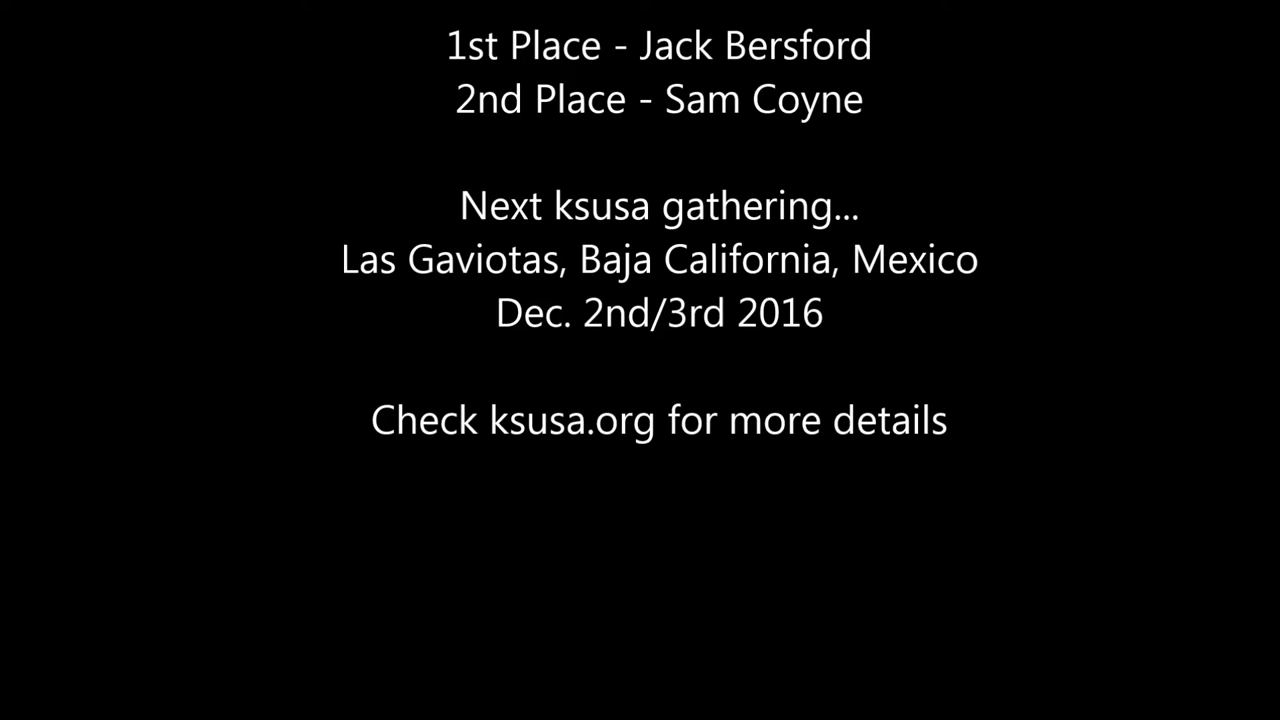 1st Place - Jack Bersford
2nd Place - Sam Coyne
Next ksusa gathering...
Las Gaviotas, Baja California, Mexico
Dec. 2nd/3rd 2016
Check ksusa.org for more details